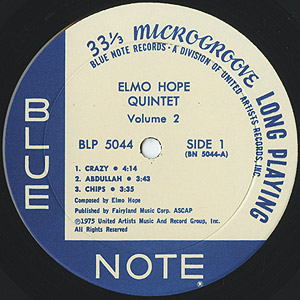 33 1/3 MICROGROOVE LONG PLAYING
BLUE NOTE RECORDS • A DIVISION OF UNITED ARTISTS RECORDS, INC.
ELMO HOPE
QUINTET
Volume 2
BLP 5044 SIDE 1
(BN 5044-A)
1. CRAZY • 4:14
2. ABDULLAH • 3:43
3. CHIPS • 3:35
Composed by Elmo Hope
Published by Fairyland Music Corp. ASCAP
℗1975 United Artists Music And Record Group, Inc.
All Rights Reserved
BLUE
NOTE®